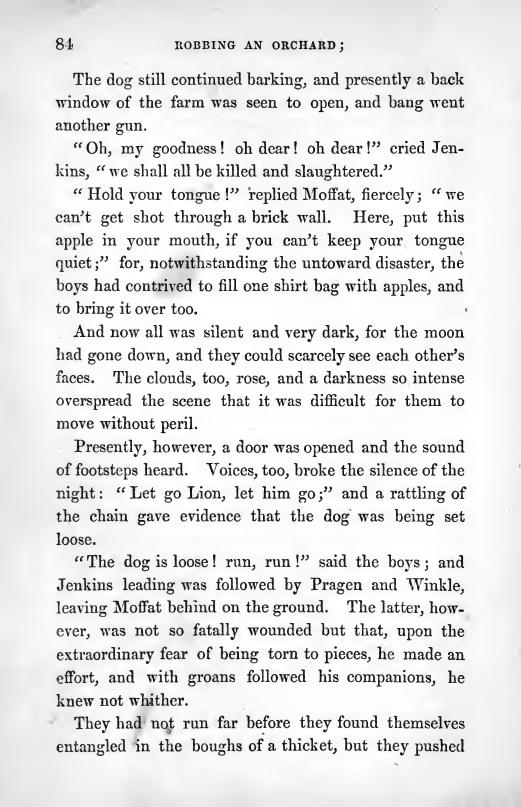 84 ROBBING AN ORCHARD;
The dog still continued barking, and presently a back
window of the farm was seen to open, and bang went
another gun.
“Oh, my goodness! oh dear! oh dear!” cried Jen-
kins, “we shall all be killed and slaughtered.”
“Hold your tongue!” replied Moffat, fiercely; “we
can't get shot through a brick wall. Here, put this
apple in your mouth, if you can't keep your tongue
quiet;” for, notwithstanding the untoward disaster, the
boys had contrived to fill one shirt bag with apples, and
to bring it over too.
And now all was silent and very dark, for the moon
had gone down, and they could scarcely see each other's
faces. The clouds, too, rose, and a darkness so intense
overspread the scene that it was difficult for them to
move without peril.
Presently, however, a door was opened and the sound
of footsteps heard. Voices, too, broke the silence of the
night: “Let go Lion, let him go;” and a rattling of
the chain gave evidence that the dog was being set
loose.
“The dog is loose! run, run!” said the boys; and
Jenkins leading was followed by Pragen and Winkle,
leaving Moffat behind on the ground. The latter, how-
ever, was not so fatally wounded but that, upon the
extraordinary fear of being torn to pieces, he made an
effort, and with groans followed his companions, he
knew not whither.
They had not run far before they found themselves
entangled in the boughs of a thicket, but they pushed